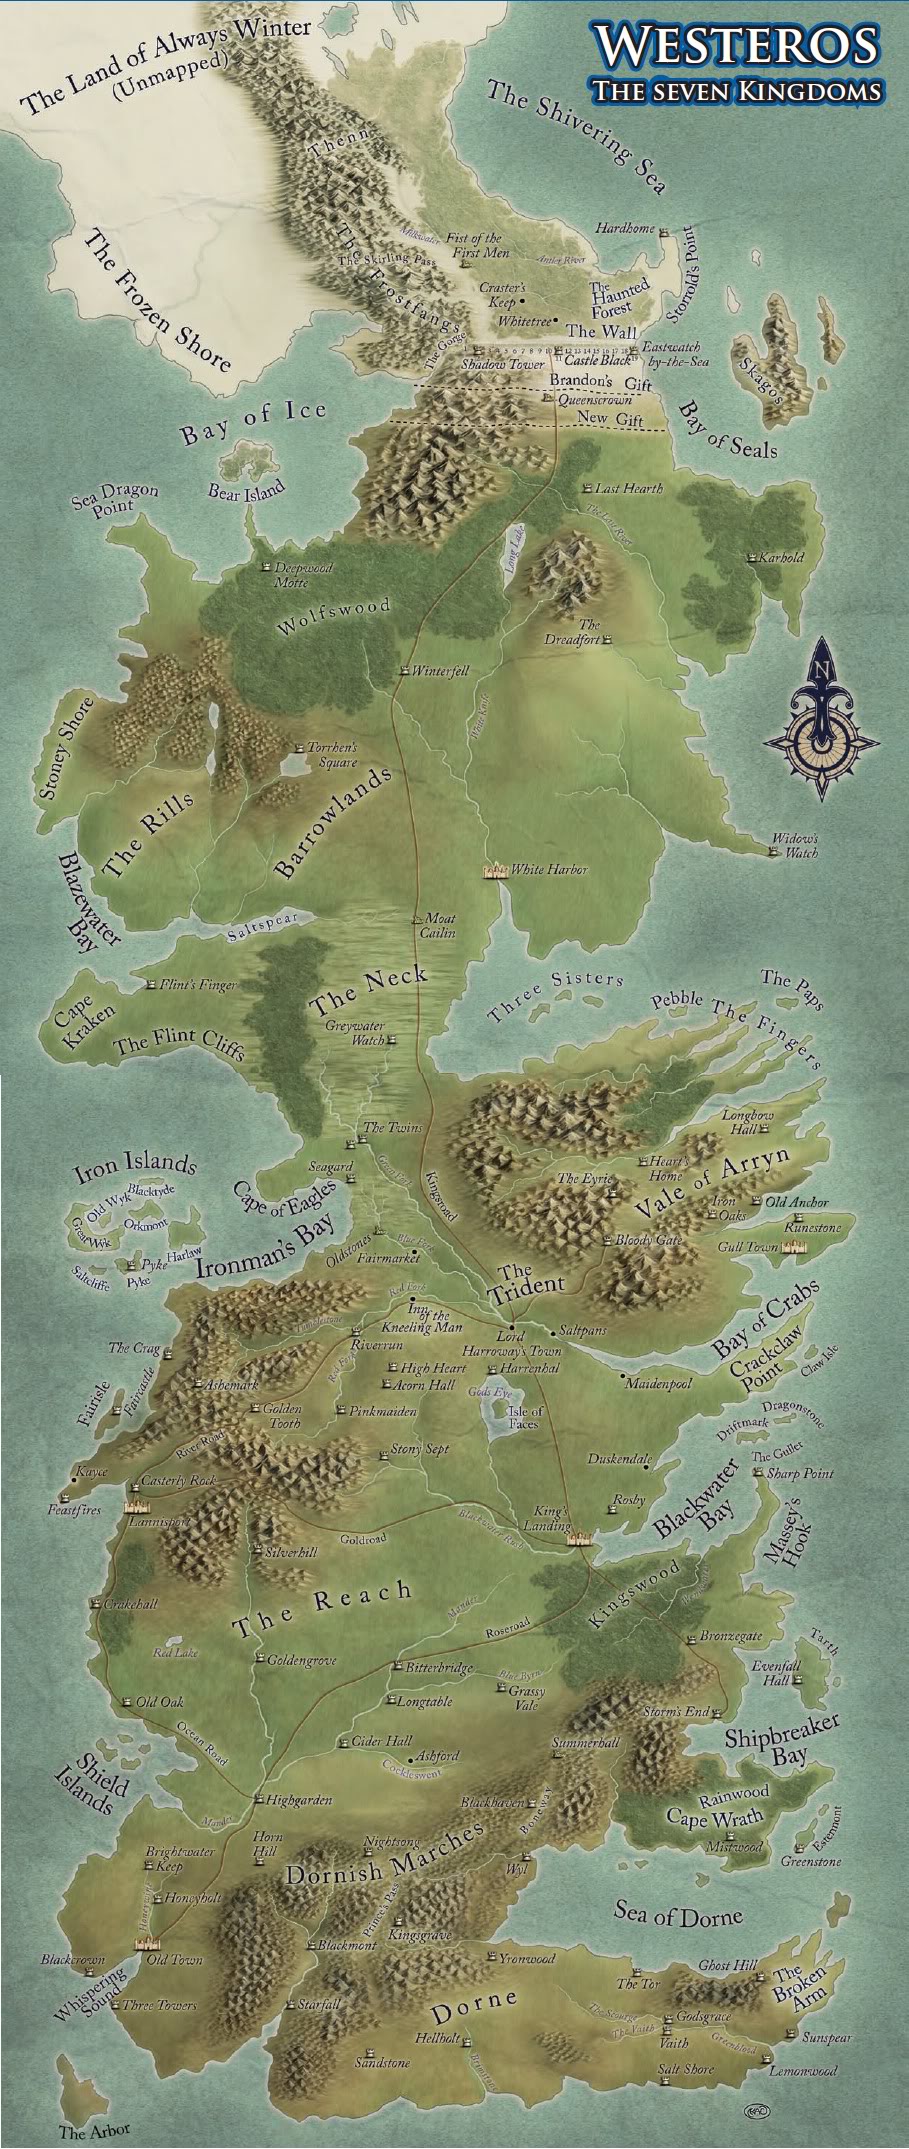 WESTEROS
THE SEVEN KINGDOMS
The Land of Always Winter
(Unmapped)
The Shivering Sea
Thenn
The Frozen Shore
The Frostfangs
Milkwater
The Skirling Pass
Fist of the
First Men
Antler River
Hardhome
Storrold's Point
Craster's
Keep
The
Haunted
Forest
Whitetree
The Wall
The Gorge
Shadow Tower
Castle Black
Eastwatch
by-the-Sea
Skagos
Brandon's Gift
Queenscrown
New Gift
Bay of Ice
Bay of Seals
Bear Island
Sea Dragon
Point
Last Hearth
The Last River
Long Lake
Karhold
Deepwood
Motte
Wolfswood
The
Dreadfort
Winterfell
N
White Knife
Stoney Shore
Torrhen's
Square
The Rills
Barrowlands
Widow's
Watch
White Harbor
Blazewater
Bay
Saltspear
Moat
Cailin
Flint's Finger
The Neck
Three Sisters
The Paps
Pebble
The Fingers
Cape
Kraken
The Flint Cliffs
Greywater
Watch
The Twins
Longbow
Hall
Iron Islands
Seagard
Cape of Eagles
Green Fork
Kingsroad
Heart's
Home
The Eyrie
Vale of Arryn
Old Wyk
Blacktyde
Great Wyk
Orkmont
Iron
Oaks
Old Anchor
Runestone
Ironman's Bay
Oldstones
Blue Fork
Fairmarket
Bloody Gate
Gull Town
Pyke
Harlaw
Saltcliffe
Pyke
The
Trident
Red Fork
Inn
of the
Kneeling Man
Bay of Crabs
Tumblestone
Riverrun
Lord
Harroway's Town
Saltpans
The Crag
Red Fork
High Heart
Harrenhal
Crackclaw
Point
Claw Isle
Fairisle
Faircastle
Ashemark
Acorn Hall
Gods Eye
Maidenpool
Golden
Tooth
Pinkmaiden
Isle of
Faces
Dragonstone
Driftmark
River Road
Stony Sept
Duskendale
The Gullet
Sharp Point
Kayce
Casterly Rock
Feastfires
Lannisport
Rosby
Blackwater
Bay
Massey's
Hook
Goldroad
Blackwater Rush
King's
Landing
Silverhill
Kingswood
The Reach
Mander
Crakehall
Roseroad
Bronzegate
Tarth
Red Lake
Goldengrove
Bitterbridge
Blue Byrn
Evenfall
Hall
Old Oak
Longtable
Grassy
Vale
Storm's End
Ocean Road
Cider Hall
Ashford
Cockleswent
Summerhall
Shipbreaker
Bay
Shield
Islands
Highgarden
Blackhaven
Boneway
Rainwood
Cape Wrath
Mander
Mistwood
Estermont
Greenstone
Brightwater
Keep
Horn
Hill
Nightsong
Dornish Marches
Wyl
Honeyholt
Honeywine
Prince's Pass
Kingsgrave
Sea of Dorne
Blackcrown
Old Town
Blackmont
Yronwood
Ghost Hill
The Tor
The
Broken
Arm
Whispering
Sound
Three Towers
Starfall
Dorne
The Scourge
Godsgrace
The Vaith
Vaith
Greenblood
Sunspear
Hellholt
Sandstone
Brimstone
Salt Shore
Lemonwood
The Arbor